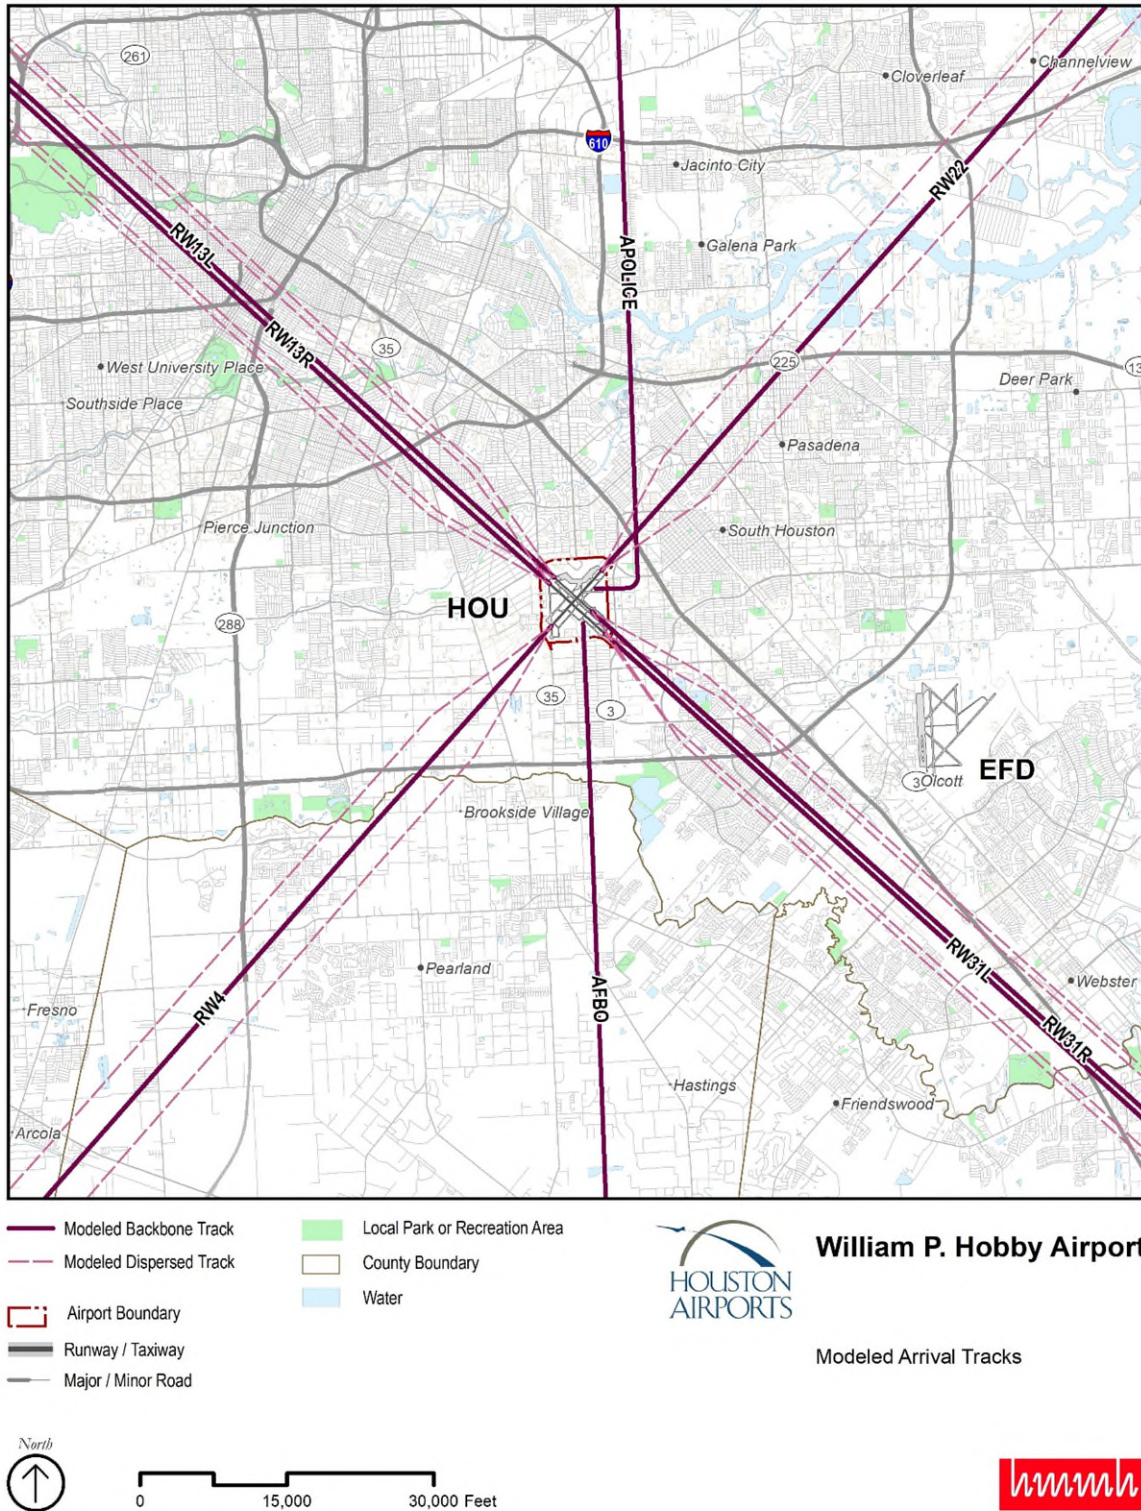 261
Cloverleaf
Channelview
610
Jacinto City
RW22
RW13L
Galena Park
APOLICE
RW13R
35
225
West University Place
Deer Park
Southside Place
Pasadena
Pierce Junction
South Houston
HOU
288
35
3
EFD
3
Olcott
Brookside Village
RW31L
Pearland
Webster
AFBO
RW4
Fresno
RW31R
Hastings
Friendswood
Arcola
Modeled Backbone Track
Modeled Dispersed Track
Airport Boundary
Runway / Taxiway
Major / Minor Road
Local Park or Recreation Area
County Boundary
Water
HOUSTON
AIRPORTS
William P. Hobby Airport
Modeled Arrival Tracks
North
0 15,000 30,000 Feet
hmmh